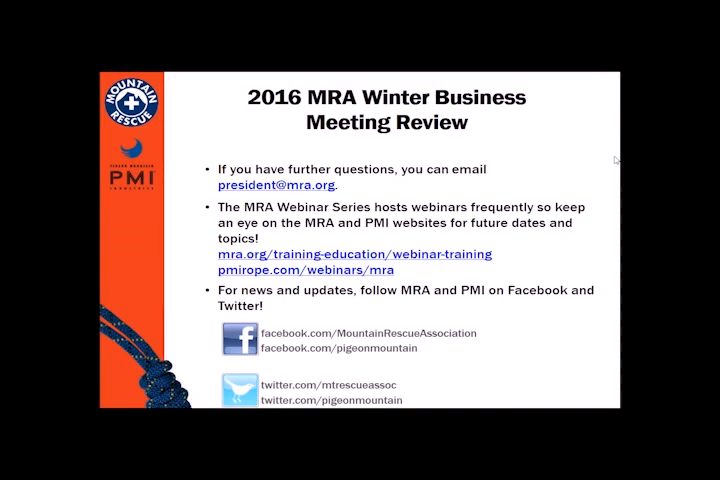 2016 MRA Winter Business
Meeting Review
MOUNTAIN
RESCUE
PIGEON MOUNTAIN
PMI
INDUSTRIES
• If you have further questions, you can email
president@mra.org.
• The MRA Webinar Series hosts webinars frequently so keep
an eye on the MRA and PMI websites for future dates and
topics!
mra.org/training-education/webinar-training
pmirope.com/webinars/mra
• For news and updates, follow MRA and PMI on Facebook and
Twitter!
f
facebook.com/MountainRescueAssociation
facebook.com/pigeonmountain
twitter.com/mtrescueassoc
twitter.com/pigeonmountain